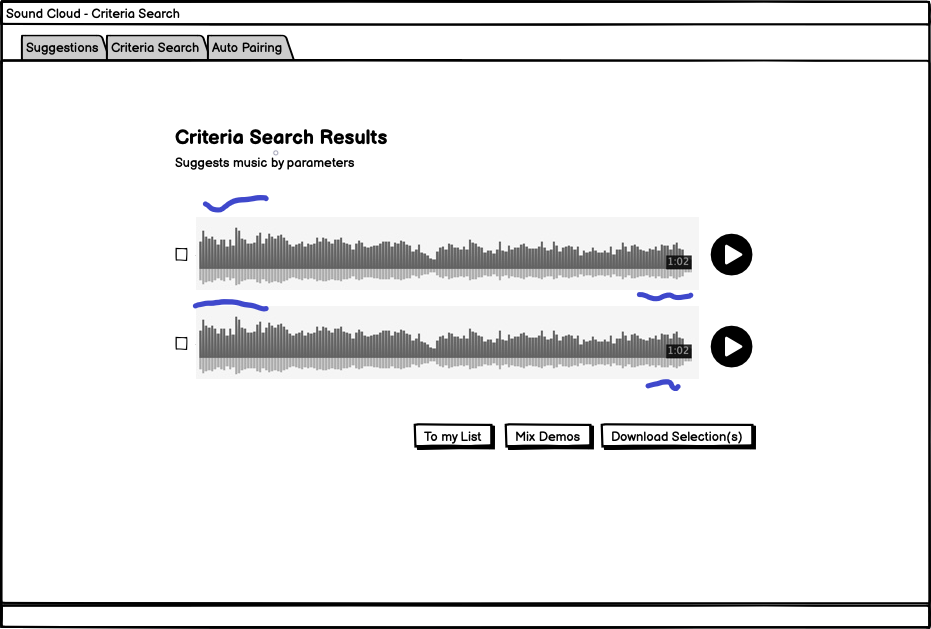 Sound Cloud - Criteria Search
Suggestions Criteria Search Auto Pairing
Criteria Search Results
Suggests music by parameters
1:02
1:02
To my List Mix Demos Download Selection(s)